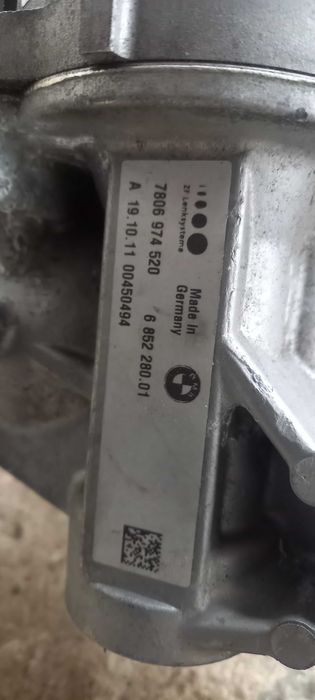 ZF Lenksysteme
Made in
Germany
7806 974 520
6 852 280.01
A 19.10.11 00450494